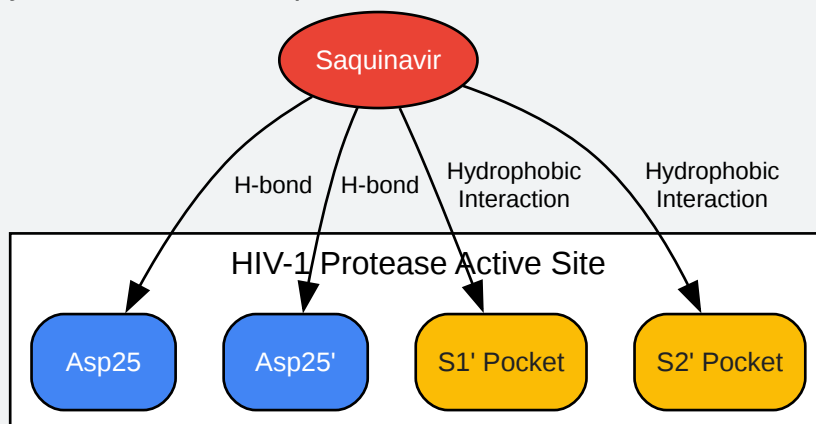 Saquinavir
H-bond
H-bond
Hydrophobic
Interaction
Hydrophobic
Interaction
HIV-1 Protease Active Site
Asp25
Asp25'
S1' Pocket
S2' Pocket